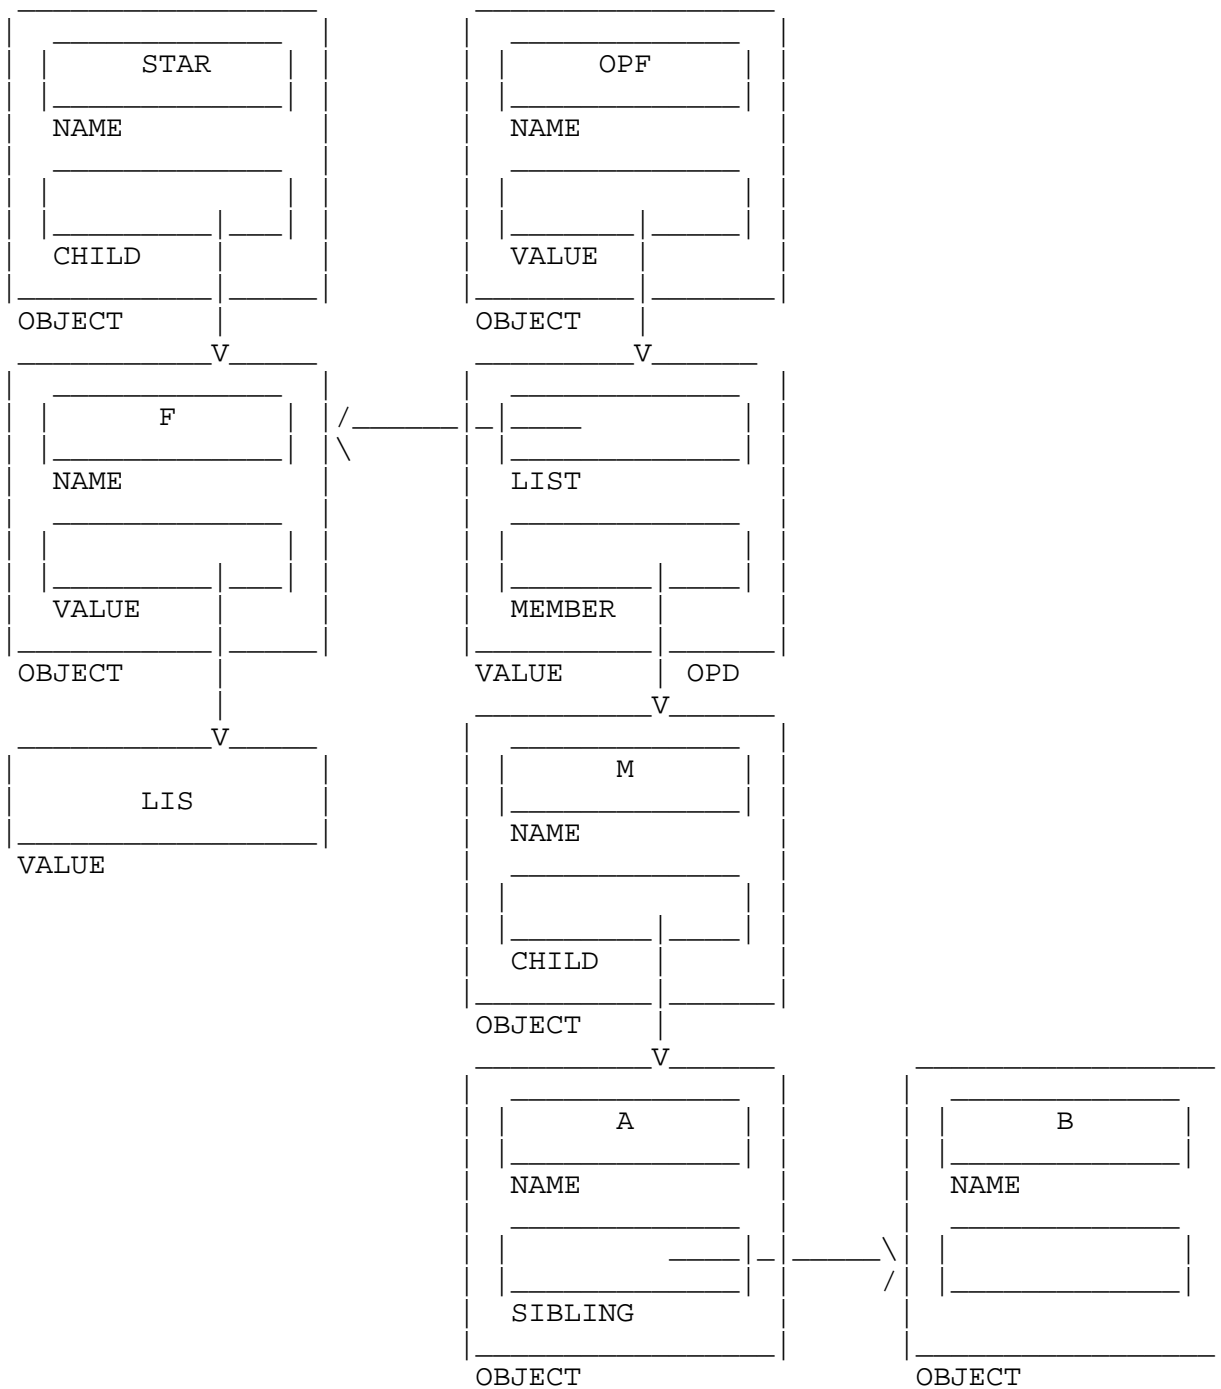 STAR OPF
NAME NAME
CHILD VALUE
OBJECT OBJECT
V V
F
NAME LIST
VALUE MEMBER
OBJECT VALUE OPD
V
V
M
LIS
NAME
VALUE
CHILD
OBJECT
V
A B
NAME NAME
SIBLING
OBJECT OBJECT